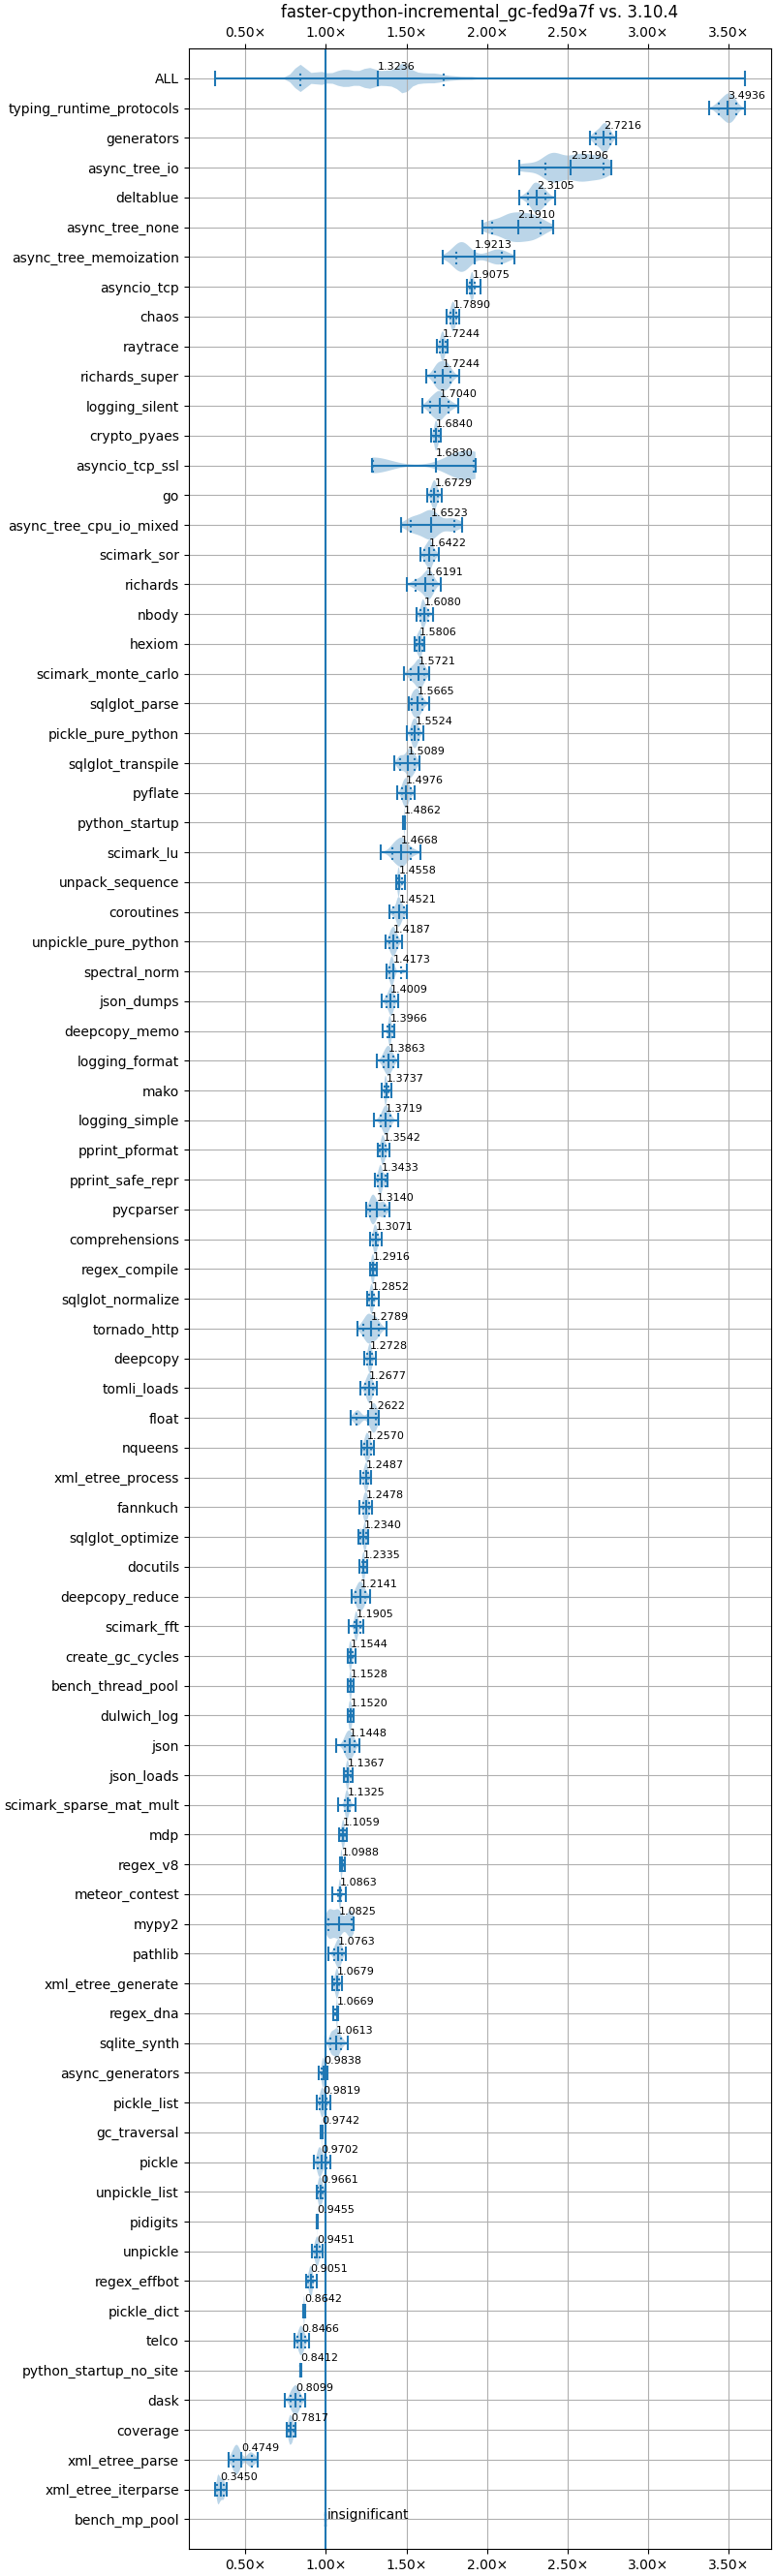 faster-cpython-incremental_gc-fed9a7f vs. 3.10.4
0.50× 1.00× 1.50× 2.00× 2.50× 3.00× 3.50×
ALL 1.3236
typing_runtime_protocols 3.4936
generators 2.7216
async_tree_io 2.5196
deltablue 2.3105
async_tree_none 2.1910
async_tree_memoization 1.9213
asyncio_tcp 1.9075
chaos 1.7890
raytrace 1.7244
richards_super 1.7244
logging_silent 1.7040
crypto_pyaes 1.6840
asyncio_tcp_ssl 1.6830
go 1.6729
async_tree_cpu_io_mixed 1.6523
scimark_sor 1.6422
richards 1.6191
nbody 1.6080
hexiom 1.5806
scimark_monte_carlo 1.5721
sqlglot_parse 1.5665
pickle_pure_python 1.5524
sqlglot_transpile 1.5089
pyflate 1.4976
python_startup 1.4862
scimark_lu 1.4668
unpack_sequence 1.4558
coroutines 1.4521
unpickle_pure_python 1.4187
spectral_norm 1.4173
json_dumps 1.4009
deepcopy_memo 1.3966
logging_format 1.3863
mako 1.3737
logging_simple 1.3719
pprint_pformat 1.3542
pprint_safe_repr 1.3433
pycparser 1.3140
comprehensions 1.3071
regex_compile 1.2916
sqlglot_normalize 1.2852
tornado_http 1.2789
deepcopy 1.2728
tomli_loads 1.2677
float 1.2622
nqueens 1.2570
xml_etree_process 1.2487
fannkuch 1.2478
sqlglot_optimize 1.2340
docutils 1.2335
deepcopy_reduce 1.2141
scimark_fft 1.1905
create_gc_cycles 1.1544
bench_thread_pool 1.1528
dulwich_log 1.1520
json 1.1448
json_loads 1.1367
scimark_sparse_mat_mult 1.1325
mdp 1.1059
regex_v8 1.0988
meteor_contest 1.0863
mypy2 1.0825
pathlib 1.0763
xml_etree_generate 1.0679
regex_dna 1.0669
sqlite_synth 1.0613
async_generators 0.9838
pickle_list 0.9819
gc_traversal 0.9742
pickle 0.9702
unpickle_list 0.9661
pidigits 0.9455
unpickle 0.9451
regex_effbot 0.9051
pickle_dict 0.8642
telco 0.8466
python_startup_no_site 0.8412
dask 0.8099
coverage 0.7817
xml_etree_parse 0.4749
xml_etree_iterparse 0.3450
bench_mp_pool insignificant
0.50× 1.00× 1.50× 2.00× 2.50× 3.00× 3.50×